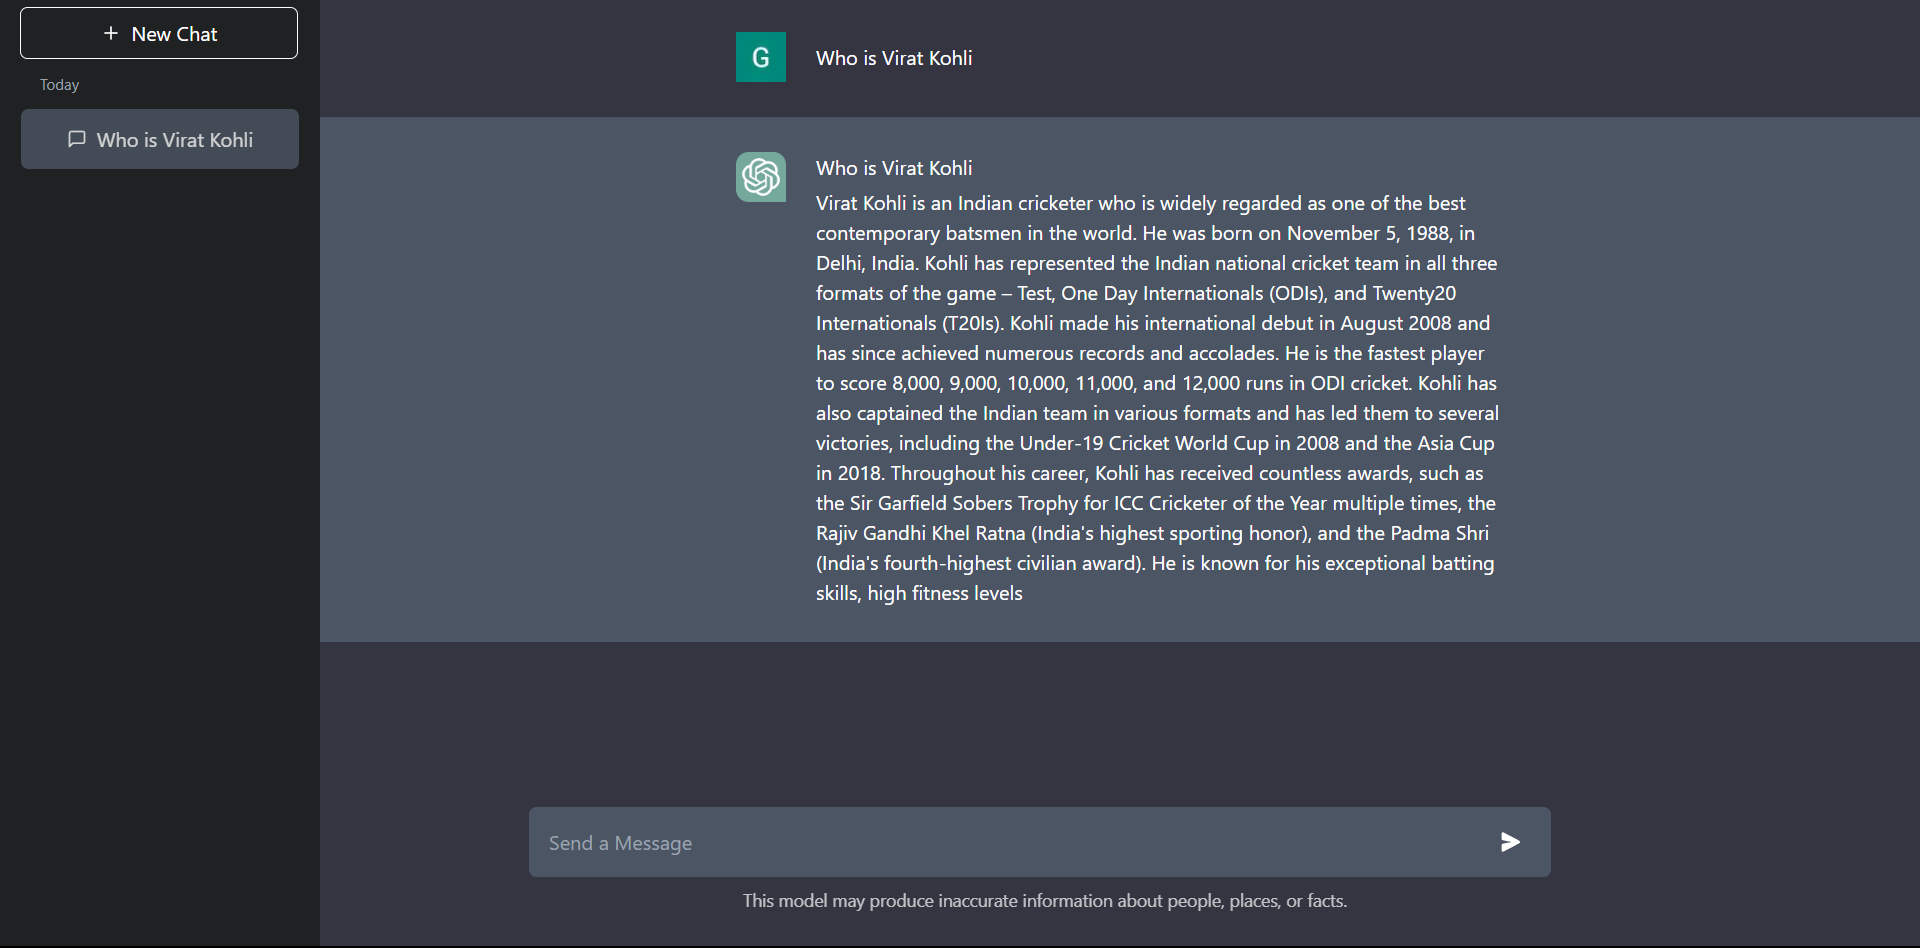 + New Chat
Today
Who is Virat Kohli
G
Who is Virat Kohli
Who is Virat Kohli
Virat Kohli is an Indian cricketer who is widely regarded as one of the best
contemporary batsmen in the world. He was born on November 5, 1988, in
Delhi, India. Kohli has represented the Indian national cricket team in all three
formats of the game – Test, One Day Internationals (ODIs), and Twenty20
Internationals (T20Is). Kohli made his international debut in August 2008 and
has since achieved numerous records and accolades. He is the fastest player
to score 8,000, 9,000, 10,000, 11,000, and 12,000 runs in ODI cricket. Kohli has
also captained the Indian team in various formats and has led them to several
victories, including the Under-19 Cricket World Cup in 2008 and the Asia Cup
in 2018. Throughout his career, Kohli has received countless awards, such as
the Sir Garfield Sobers Trophy for ICC Cricketer of the Year multiple times, the
Rajiv Gandhi Khel Ratna (India's highest sporting honor), and the Padma Shri
(India's fourth-highest civilian award). He is known for his exceptional batting
skills, high fitness levels
Send a Message
This model may produce inaccurate information about people, places, or facts.